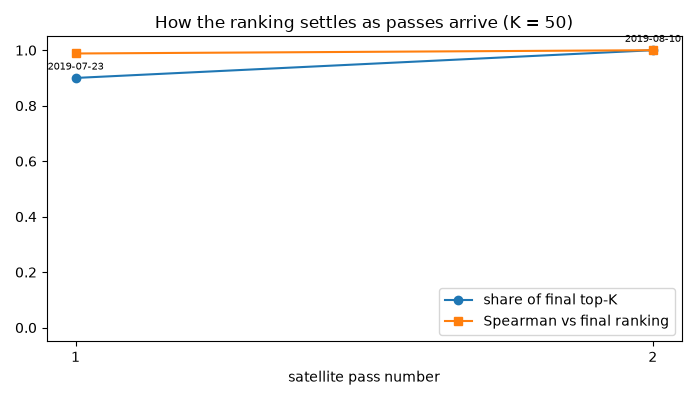 How the ranking settles as passes arrive (K = 50)
2019-08-10
1.0
2019-07-23
0.8
0.6
0.4
0.2
share of final top-K
Spearman vs final ranking
0.0
1
2
satellite pass number